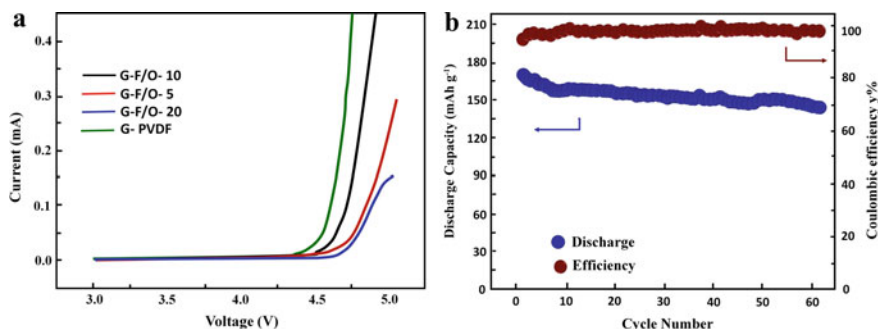 a
0.4
0.3
0.2
0.1
0.0
Current (mA)
G-F/O- 10
G-F/O- 5
G-F/O- 20
G- PVDF
3.0 3.5 4.0 4.5 5.0
Voltage (V)
b
210
180
150
120
90
60
30
0
Discharge Capacity (mAh g⁻¹)
Discharge
Efficiency
100
80
60
40
20
0
Coulombic efficiency y%
0 10 20 30 40 50 60
Cycle Number